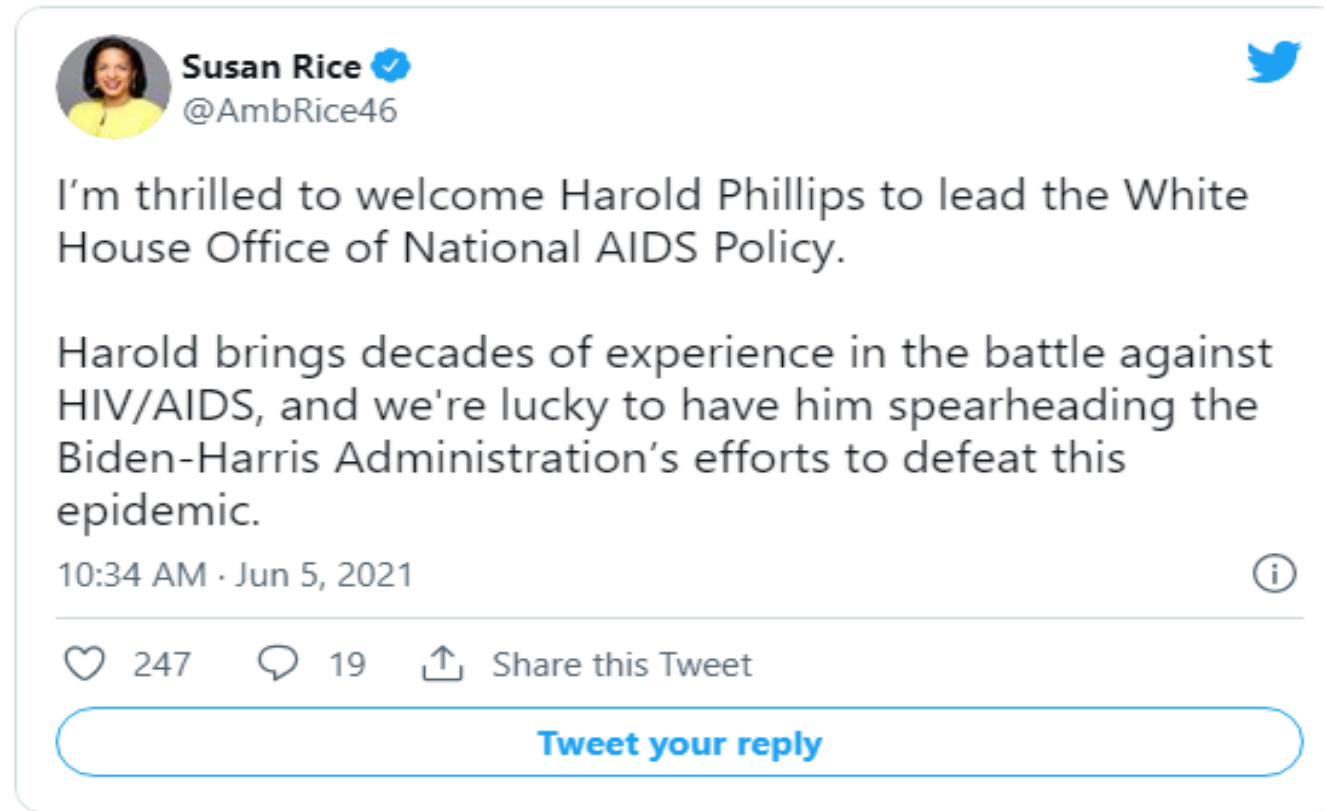 Susan Rice
@AmbRice46
I’m thrilled to welcome Harold Phillips to lead the White
House Office of National AIDS Policy.
Harold brings decades of experience in the battle against
HIV/AIDS, and we're lucky to have him spearheading the
Biden-Harris Administration’s efforts to defeat this
epidemic.
10:34 AM · Jun 5, 2021
247 19 Share this Tweet
Tweet your reply